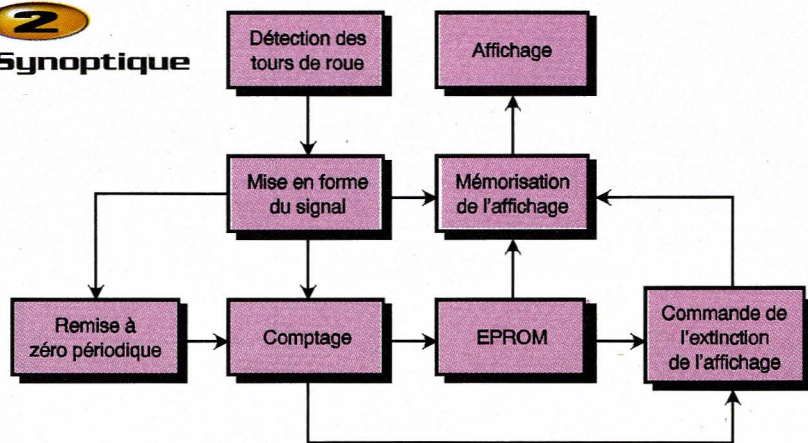 2
Synoptique
Détection des
tours de roue
Affichage
Mise en forme
du signal
Mémorisation
de l'affichage
Remise à
zéro périodique
Comptage
EPROM
Commande de
l'extinction
de l'affichage